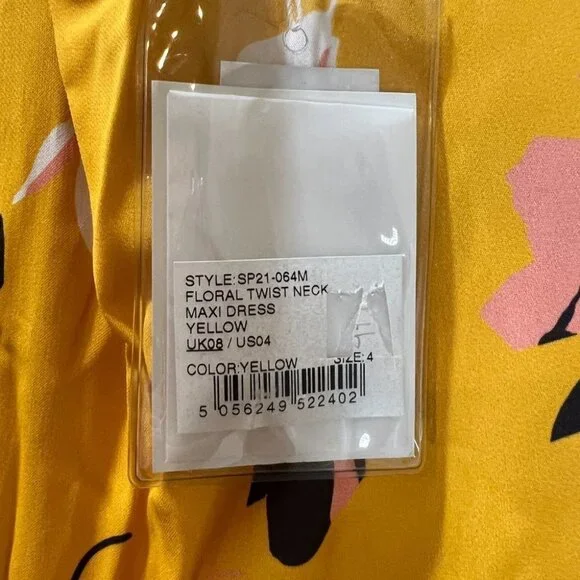 STYLE:SP21-064M
FLORAL TWIST NECK
MAXI DRESS
YELLOW
UK08 / US04
COLOR:YELLOW SIZE:4
5 056249 522402